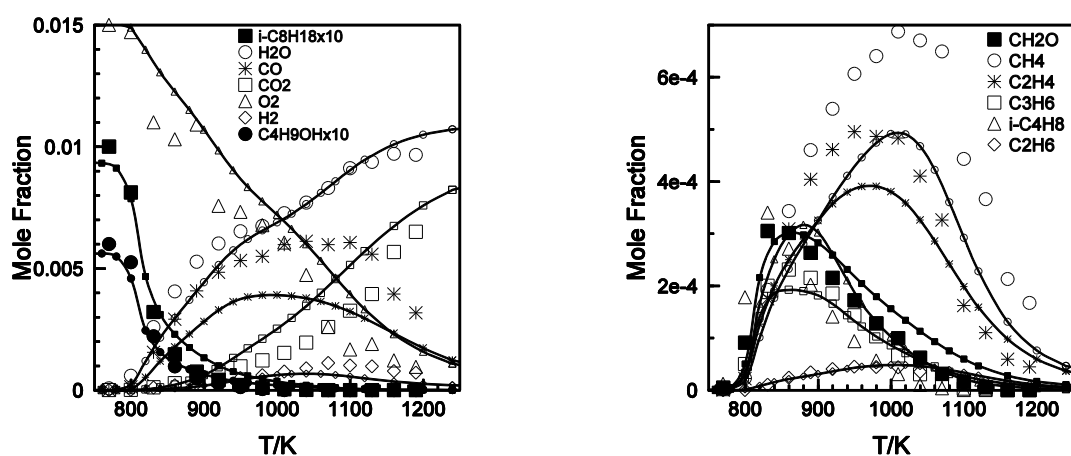 0.015
0.010
0.005
0
Mole Fraction
i-C8H18x10
H2O
CO
CO2
O2
H2
C4H9OHx10
800 900 1000 1100 1200
T/K
6e-4
4e-4
2e-4
0
Mole Fraction
CH2O
CH4
C2H4
C3H6
i-C4H8
C2H6
800 900 1000 1100 1200
T/K